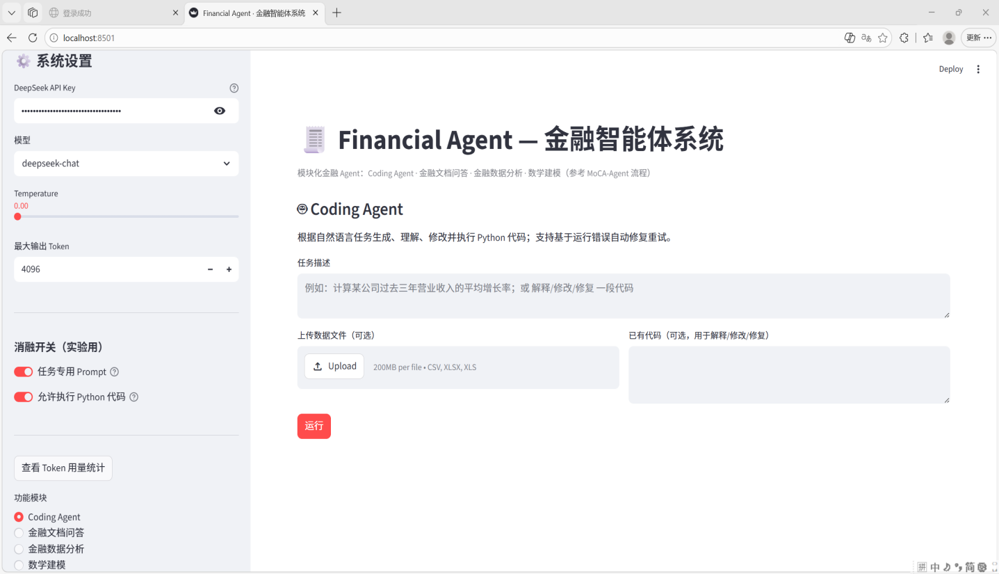 登录成功
Financial Agent · 金融智能体系统
localhost:8501
更新
系统设置
DeepSeek API Key
••••••••••••••••••••••••••••••••••
模型
deepseek-chat
Temperature
0.00
最大输出 Token
4096
消融开关（实验用）
任务专用 Prompt
允许执行 Python 代码
查看 Token 用量统计
功能模块
Coding Agent
金融文档问答
金融数据分析
数学建模
Deploy
Financial Agent — 金融智能体系统
模块化金融 Agent：Coding Agent · 金融文档问答 · 金融数据分析 · 数学建模（参考 MoCA-Agent 流程）
Coding Agent
根据自然语言任务生成、理解、修改并执行 Python 代码；支持基于运行错误自动修复重试。
任务描述
例如：计算某公司过去三年营业收入的平均增长率；或 解释/修改/修复 一段代码
上传数据文件（可选）
Upload
200MB per file • CSV, XLSX, XLS
已有代码（可选，用于解释/修改/修复）
运行
拼 中 简